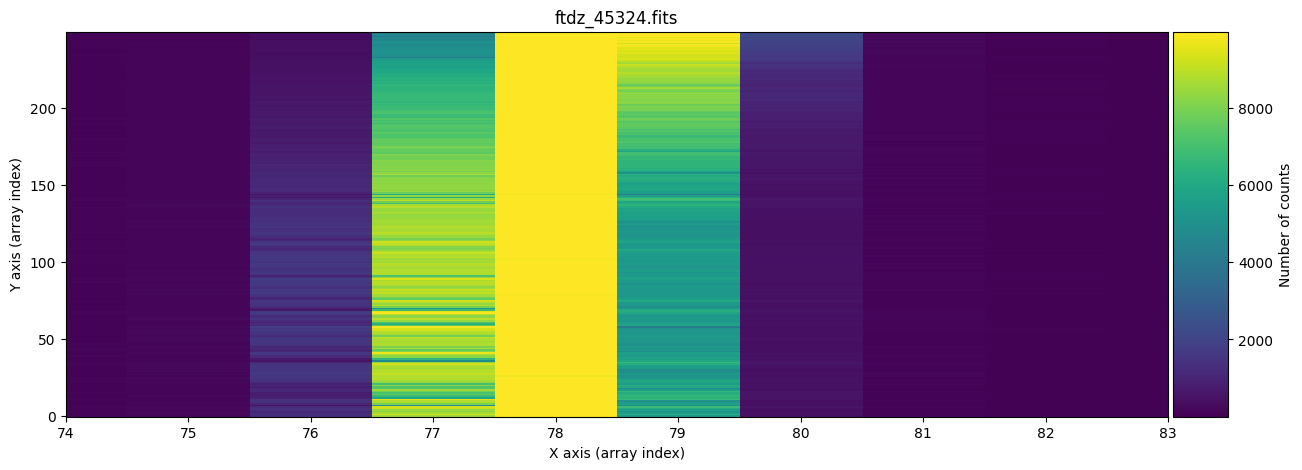 ftdz_45324.fits
200
150
100
50
0
Y axis (array index)
74 75 76 77 78 79 80 81 82 83
X axis (array index)
8000
6000
4000
2000
Number of counts